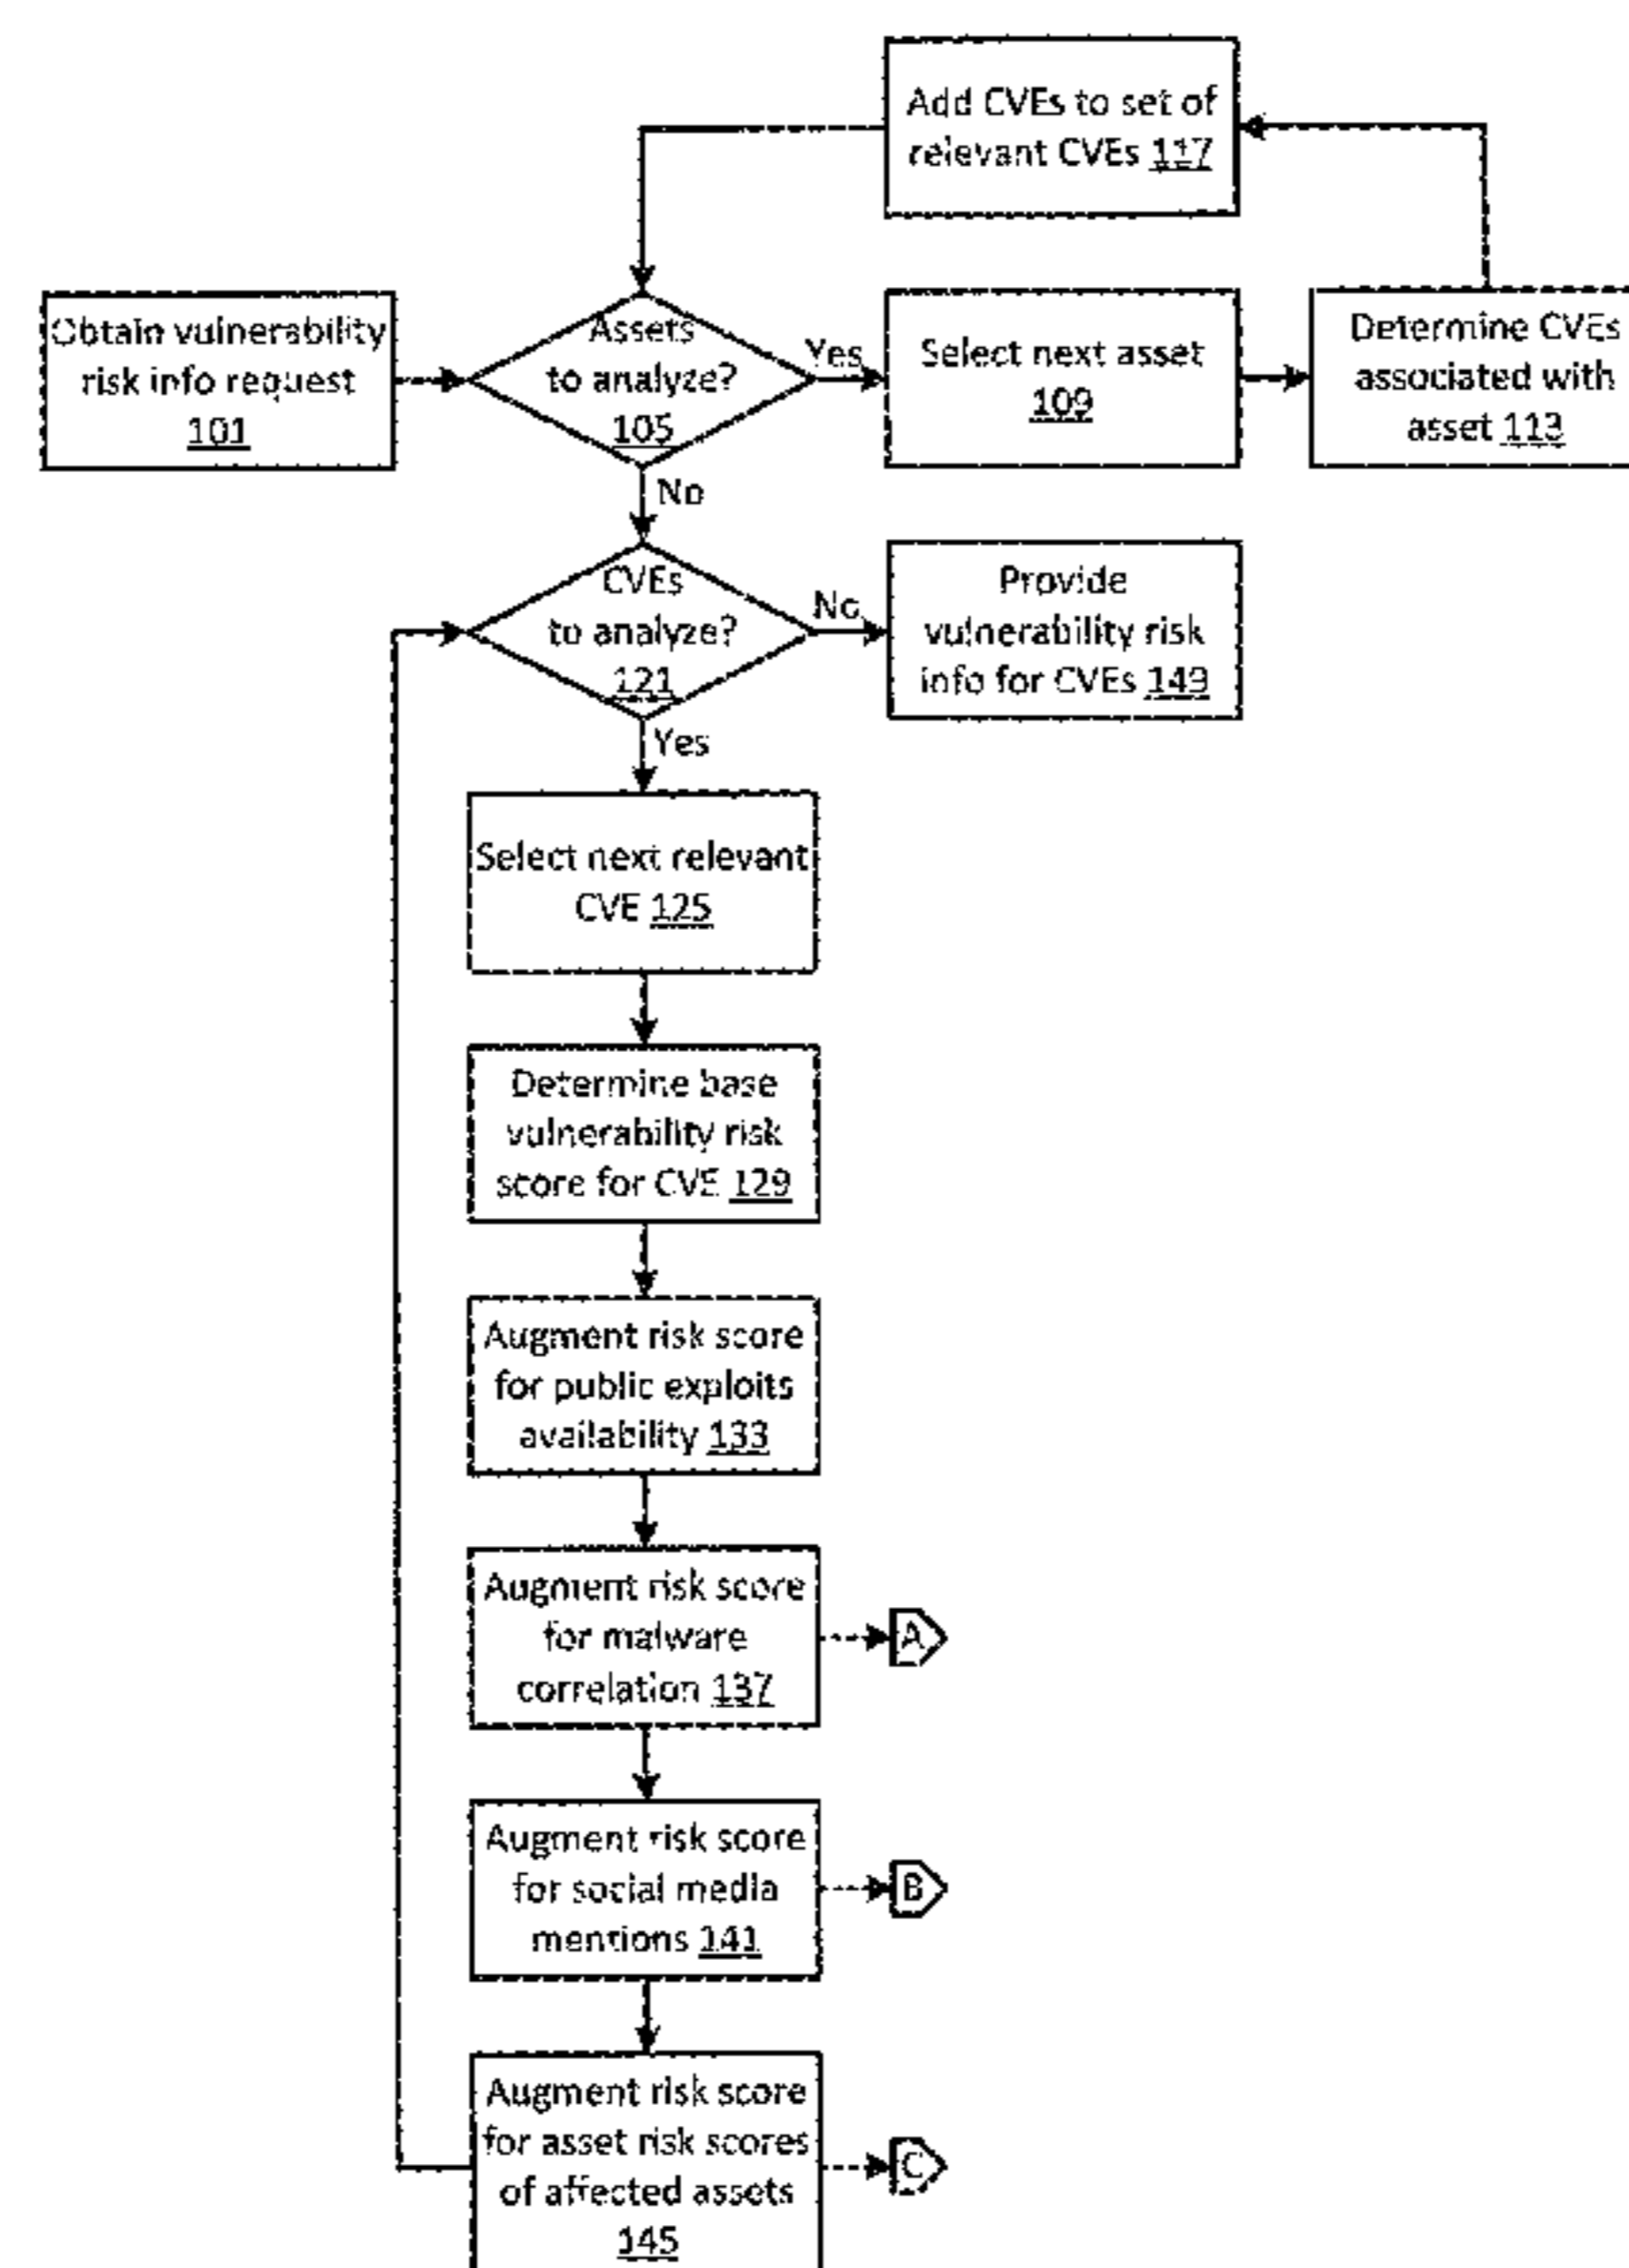 Add CVEs to set of
relevant CVEs 117
Obtain vulnerability
risk info request
101
Assets
to analyze?
105
Yes
Select next asset
109
Determine CVEs
associated with
asset 113
No
CVEs
to analyze?
121
No
Provide
vulnerability risk
info for CVEs 149
Yes
Select next relevant
CVE 125
Determine base
vulnerability risk
score for CVE 129
Augment risk score
for public exploits
availability 133
Augment risk score
for malware
correlation 137
A
Augment risk score
for social media
mentions 141
B
Augment risk score
for asset risk scores
of affected assets
145
C